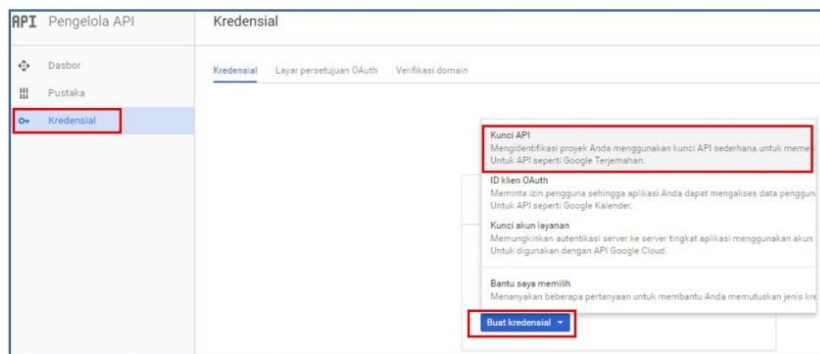 API Pengelola API
Kredensial
Dasbor
Pustaka
Kredensial
Kredensial Layar persetujuan OAuth Verifikasi domain
Kunci API
Mengidentifikasi proyek Anda menggunakan kunci API sederhana untuk meme
Untuk API seperti Google Terjemahan.
ID klien OAuth
Meminta izin pengguna sehingga aplikasi Anda dapat mengakses data penggun
Untuk API seperti Google Kalender.
Kunci akun layanan
Memungkinkan autentikasi server ke server tingkat aplikasi menggunakan akun
Untuk digunakan dengan API Google Cloud.
Bantu saya memilih
Menanyakan beberapa pertanyaan untuk membantu Anda memutuskan jenis kre
Buat kredensial